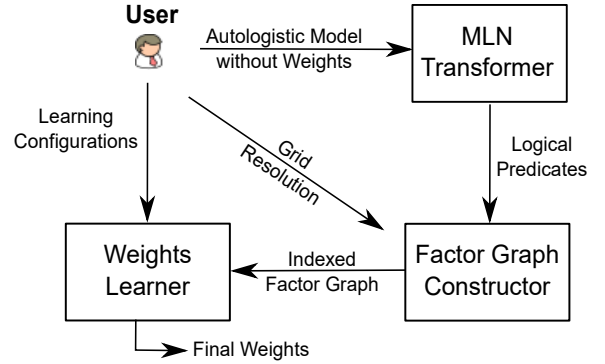 User
Autologistic Model
without Weights
MLN
Transformer
Learning
Configurations
Grid
Resolution
Logical
Predicates
Weights
Learner
Indexed
Factor Graph
Factor Graph
Constructor
Final Weights